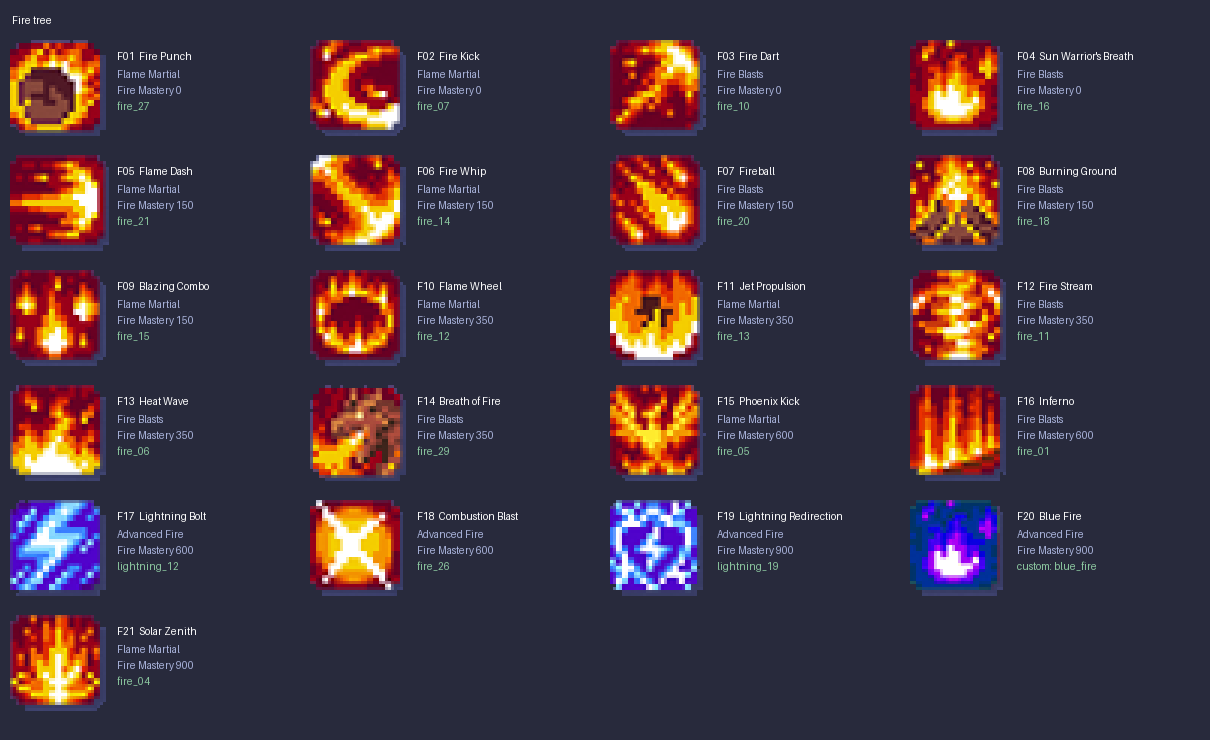 Fire tree
F01 Fire Punch
Flame Martial
Fire Mastery 0
fire_27
F02 Fire Kick
Flame Martial
Fire Mastery 0
fire_07
F03 Fire Dart
Fire Blasts
Fire Mastery 0
fire_10
F04 Sun Warrior's Breath
Fire Blasts
Fire Mastery 0
fire_16
F05 Flame Dash
Flame Martial
Fire Mastery 150
fire_21
F06 Fire Whip
Flame Martial
Fire Mastery 150
fire_14
F07 Fireball
Fire Blasts
Fire Mastery 150
fire_20
F08 Burning Ground
Fire Blasts
Fire Mastery 150
fire_18
F09 Blazing Combo
Flame Martial
Fire Mastery 150
fire_15
F10 Flame Wheel
Flame Martial
Fire Mastery 350
fire_12
F11 Jet Propulsion
Flame Martial
Fire Mastery 350
fire_13
F12 Fire Stream
Fire Blasts
Fire Mastery 350
fire_11
F13 Heat Wave
Fire Blasts
Fire Mastery 350
fire_06
F14 Breath of Fire
Fire Blasts
Fire Mastery 350
fire_29
F15 Phoenix Kick
Flame Martial
Fire Mastery 600
fire_05
F16 Inferno
Fire Blasts
Fire Mastery 600
fire_01
F17 Lightning Bolt
Advanced Fire
Fire Mastery 600
lightning_12
F18 Combustion Blast
Advanced Fire
Fire Mastery 600
fire_26
F19 Lightning Redirection
Advanced Fire
Fire Mastery 900
lightning_19
F20 Blue Fire
Advanced Fire
Fire Mastery 900
custom: blue_fire
F21 Solar Zenith
Flame Martial
Fire Mastery 900
fire_04